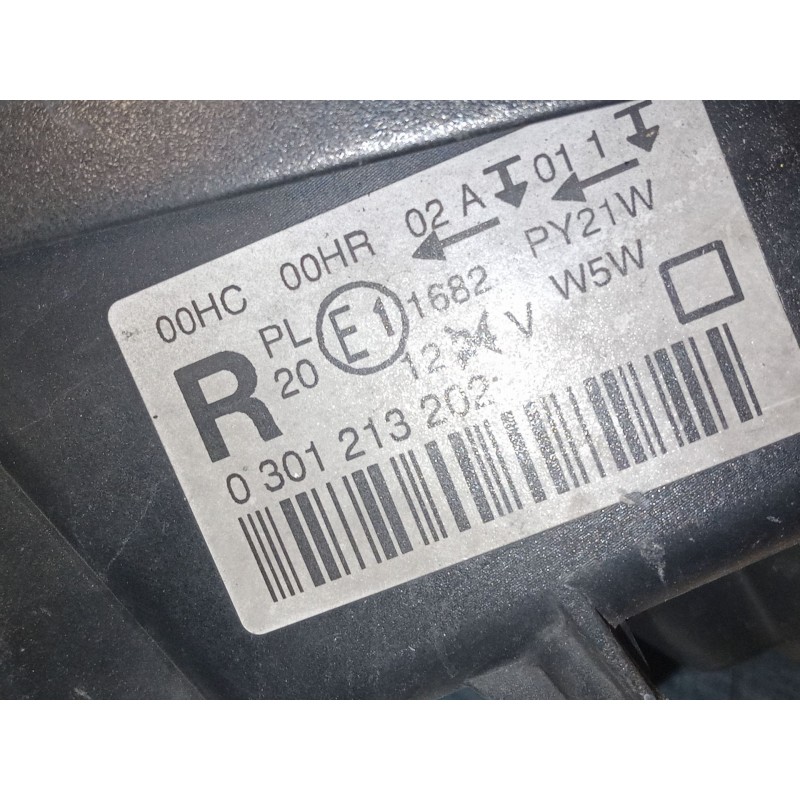 00HC 00HR 02 A 01 1
R PL E1 1682 PY21W
20 12 V W5W
0 301 213 202